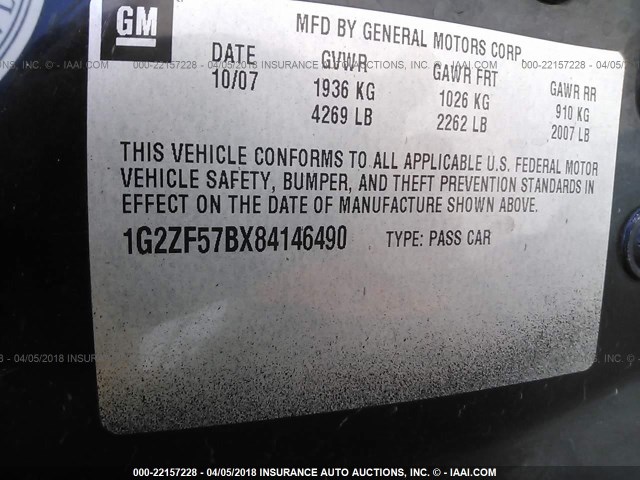 GM
MFD BY GENERAL MOTORS CORP
DATE GVWR GAWR FRT GAWR RR
10/07 1936 KG 1026 KG 910 KG
4269 LB 2262 LB 2007 LB
THIS VEHICLE CONFORMS TO ALL APPLICABLE U.S. FEDERAL MOTOR
VEHICLE SAFETY, BUMPER, AND THEFT PREVENTION STANDARDS IN
EFFECT ON THE DATE OF MANUFACTURE SHOWN ABOVE.
1G2ZF57BX84146490 TYPE: PASS CAR
000-22157228 - 04/05/2018 INSURANCE AUTO AUCTIONS, INC. - IAAI.COM